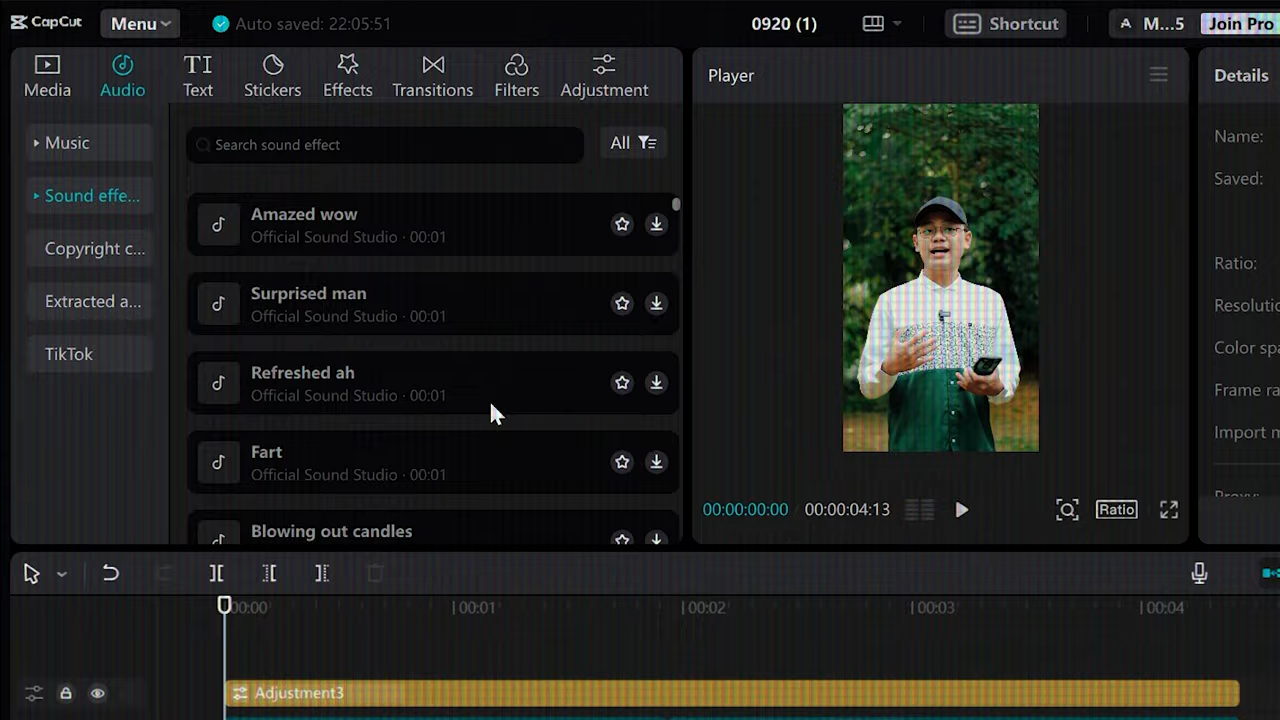 CapCut
Menu
Auto saved: 22:05:51
0920 (1)
Shortcut
A M...5
Join Pro
Media
Audio
TI
Text
Stickers
Effects
Transitions
Filters
Adjustment
Music
Sound effe...
Copyright c...
Extracted a...
TikTok
Search sound effect
All
Amazed wow
Official Sound Studio · 00:01
Surprised man
Official Sound Studio · 00:01
Refreshed ah
Official Sound Studio · 00:01
Fart
Official Sound Studio · 00:01
Blowing out candles
Player
00:00:00:00
00:00:04:13
Ratio
Details
Name:
Saved:
Ratio:
Resolutio
Color spa
Frame ra
Import m
00:00
00:01
00:02
00:03
00:04
Adjustment3